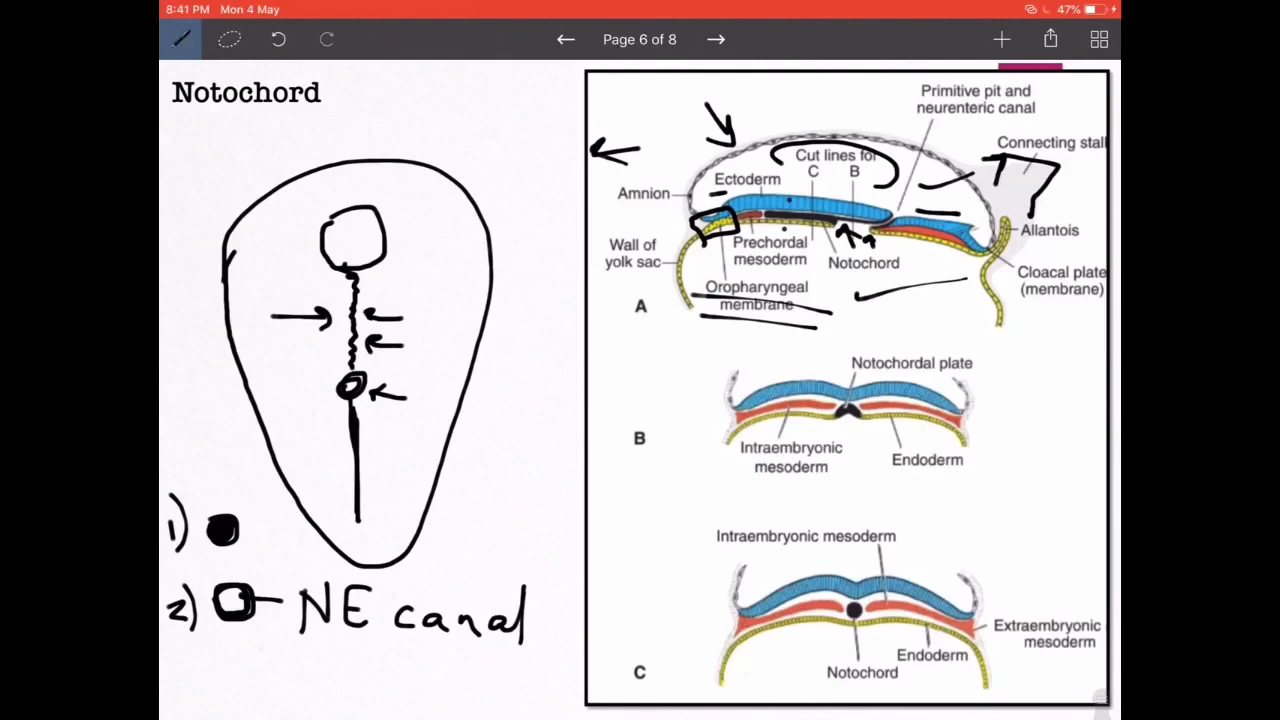 8:41 PM Mon 4 May
47%
Page 6 of 8
Notochord
1)
2)
NE canal
Primitive pit and
neurenteric canal
Connecting stall
Cut lines for
C B
Ectoderm
Amnion
Wall of
yolk sac
Prechordal
mesoderm
Notochord
Allantois
Oropharyngeal
membrane
Cloacal plate
(membrane)
A
Notochordal plate
B
Intraembryonic
mesoderm
Endoderm
Intraembryonic mesoderm
Extraembryonic
mesoderm
Endoderm
Notochord
C